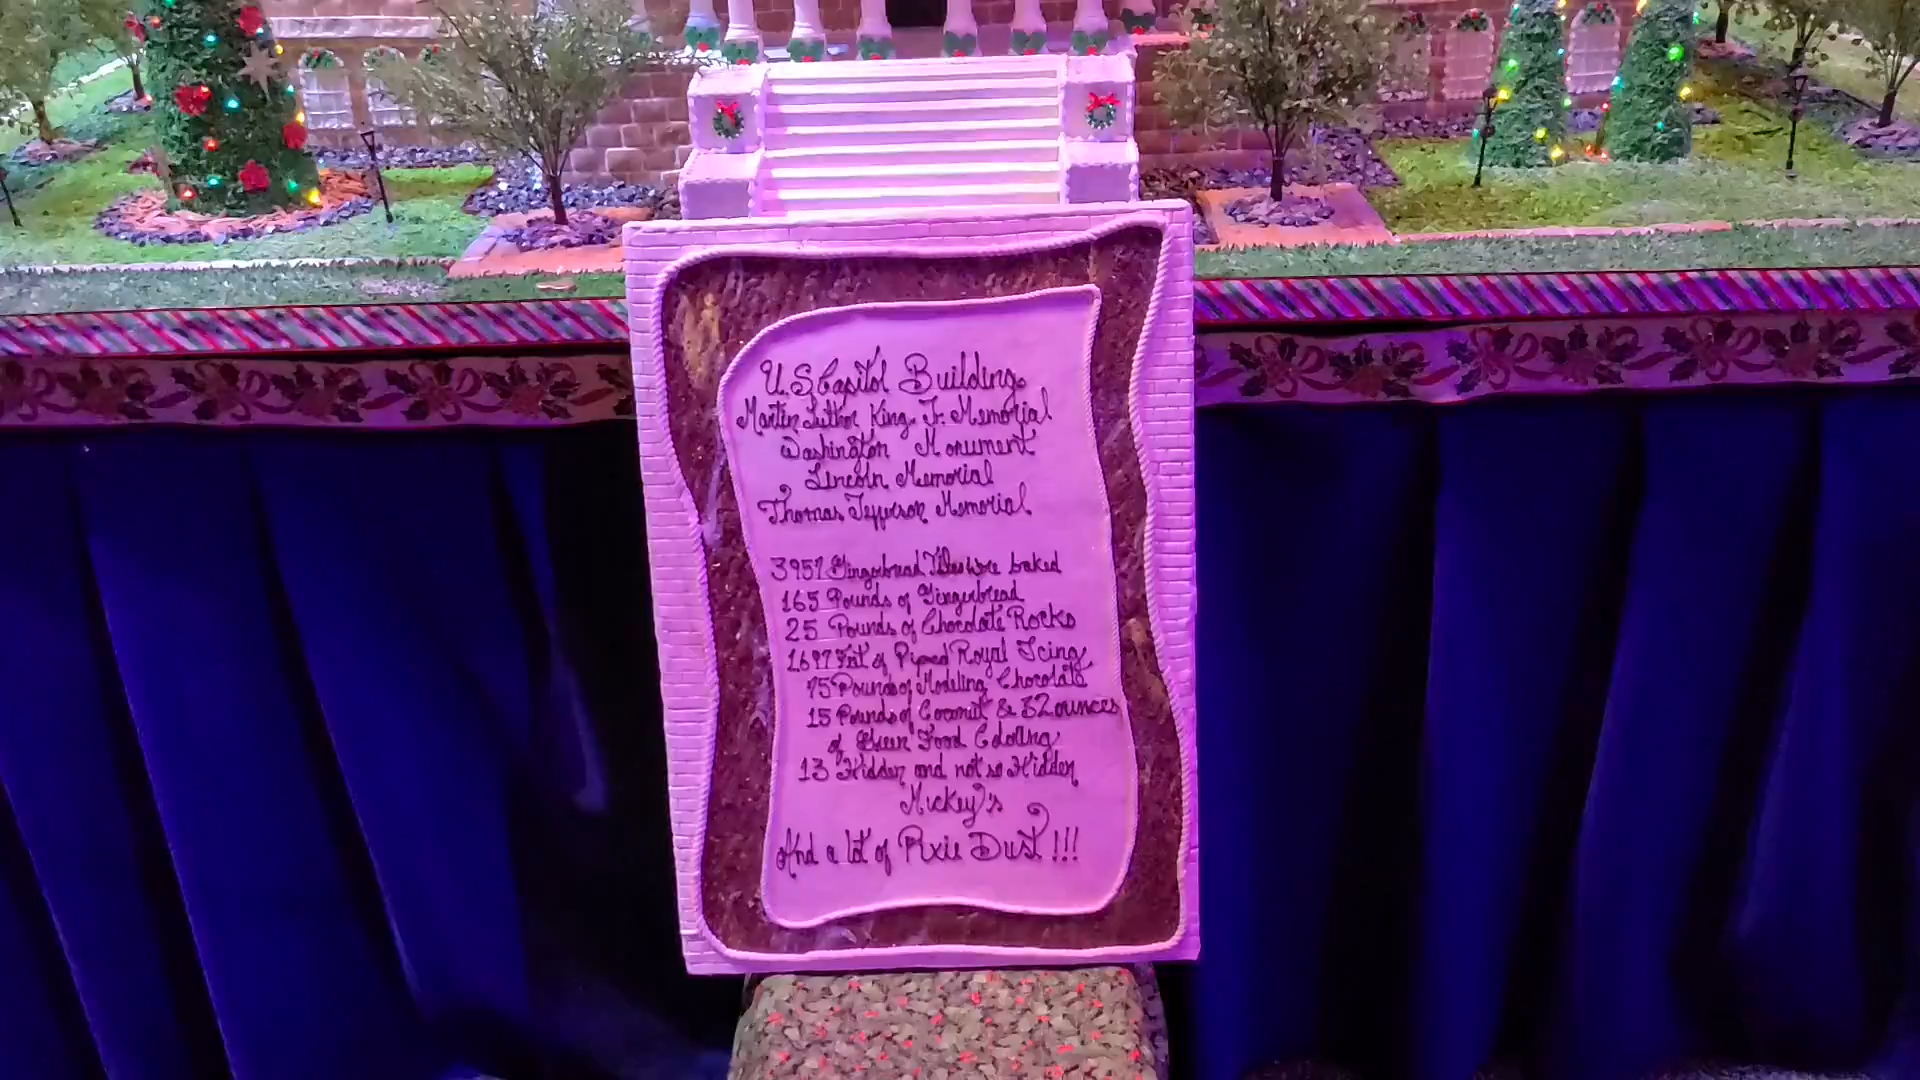 U.S Capitol Building
Martin Luther King, Jr. Memorial
Washington Monument
Lincoln Memorial
Thomas Jefferson Memorial
3957 Gingerbread Tiles were baked
165 Pounds of Gingerbread
25 Pounds of Chocolate Rocks
1697 Feet of Piped Royal Icing
75 Pounds of Modeling Chocolate
15 Pounds of Coconut & 32 ounces
of Green Food Coloring
13 Hidden and not so Hidden
Mickey's
And a lot of Pixie Dust !!!